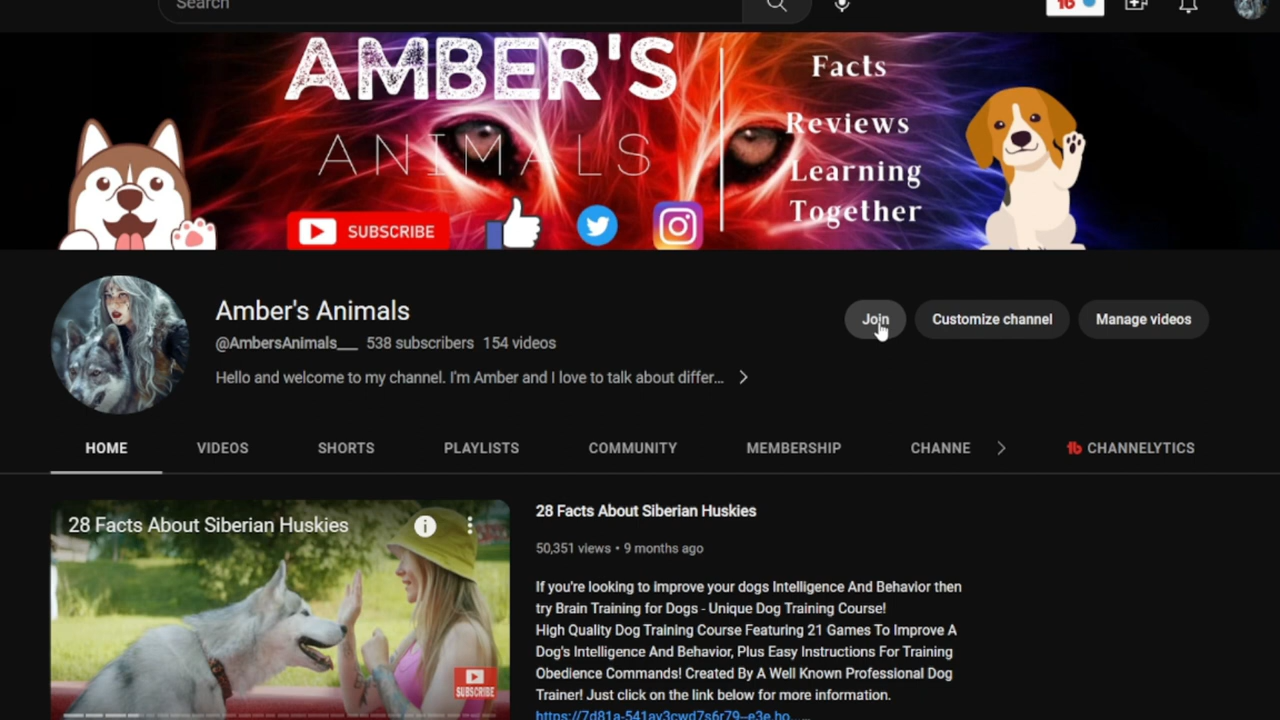 Search
AMBER'S
ANIMALS
SUBSCRIBE
Facts
Reviews
Learning
Together
Amber's Animals
@AmbersAnimals___ 538 subscribers 154 videos
Hello and welcome to my channel. I'm Amber and I love to talk about differ...
Join
Customize channel
Manage videos
HOME VIDEOS SHORTS PLAYLISTS COMMUNITY MEMBERSHIP CHANNE CHANNELYTICS
28 Facts About Siberian Huskies
SUBSCRIBE
28 Facts About Siberian Huskies
50,351 views • 9 months ago
If you're looking to improve your dogs Intelligence And Behavior then
try Brain Training for Dogs - Unique Dog Training Course!
High Quality Dog Training Course Featuring 21 Games To Improve A
Dog's Intelligence And Behavior, Plus Easy Instructions For Training
Obedience Commands! Created By A Well Known Professional Dog
Trainer! Just click on the link below for more information.